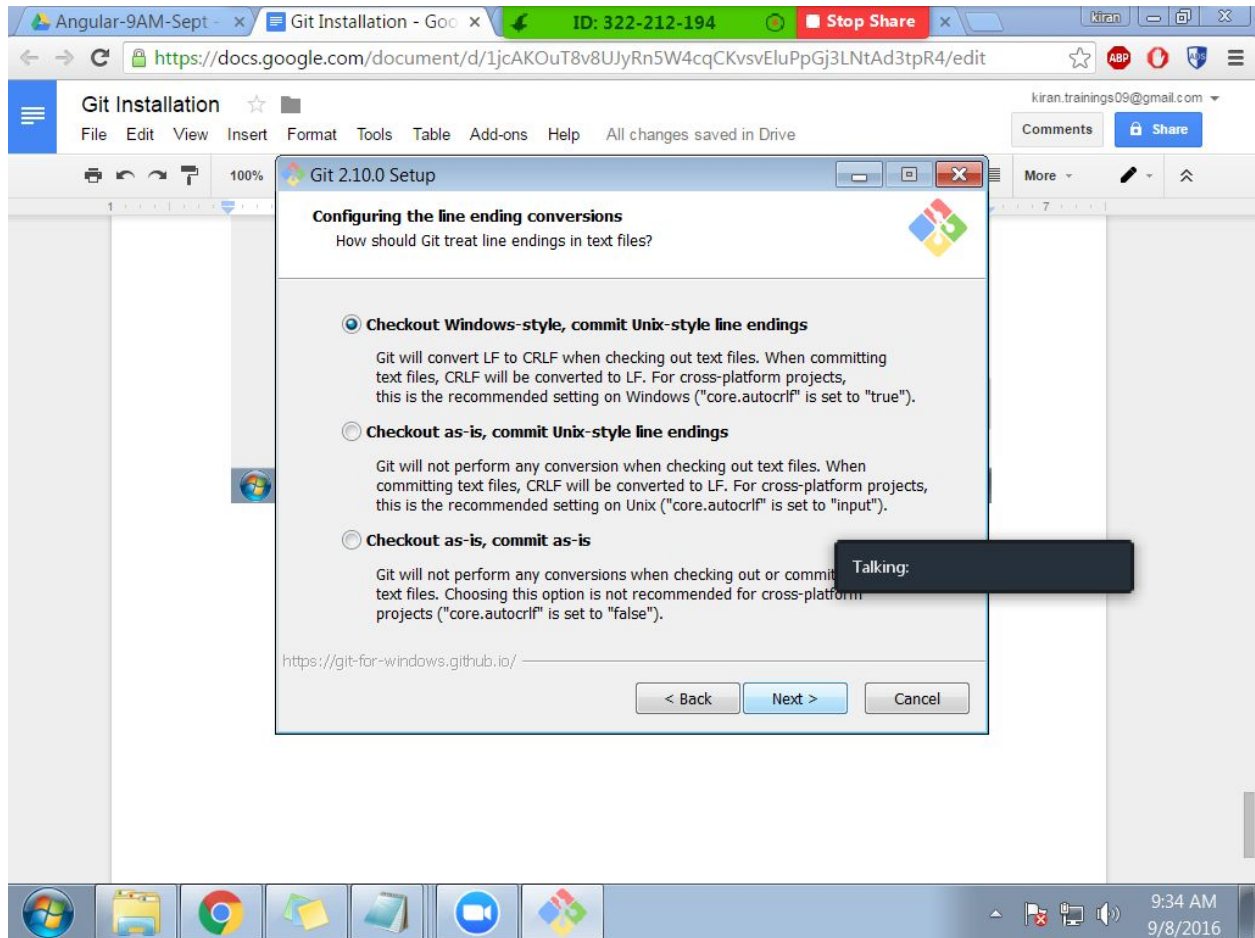 Angular-9AM-Sept -
Git Installation - Goo
ID: 322-212-194
Stop Share
kiran
https://docs.google.com/document/d/1jcAKOuT8v8UJyRn5W4cqCKvsvEluPpGj3LNtAd3tpR4/edit
ABP
ADS
Git Installation
kiran.trainings09@gmail.com
File Edit View Insert Format Tools Table Add-ons Help All changes saved in Drive
Comments
Share
100%
More
1
7
Git 2.10.0 Setup
Configuring the line ending conversions
How should Git treat line endings in text files?
Checkout Windows-style, commit Unix-style line endings
Git will convert LF to CRLF when checking out text files. When committing
text files, CRLF will be converted to LF. For cross-platform projects,
this is the recommended setting on Windows ("core.autocrlf" is set to "true").
Checkout as-is, commit Unix-style line endings
Git will not perform any conversion when checking out text files. When
committing text files, CRLF will be converted to LF. For cross-platform projects,
this is the recommended setting on Unix ("core.autocrlf" is set to "input").
Checkout as-is, commit as-is
Git will not perform any conversions when checking out or commit
text files. Choosing this option is not recommended for cross-platform
projects ("core.autocrlf" is set to "false").
Talking:
https://git-for-windows.github.io/
< Back
Next >
Cancel
9:34 AM
9/8/2016